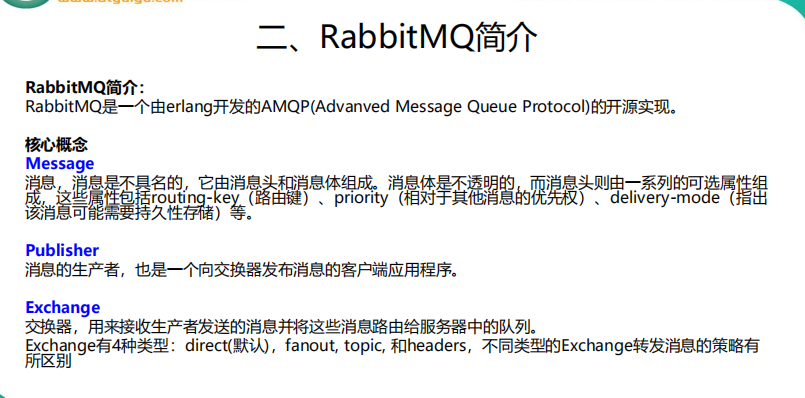 二、RabbitMQ简介
RabbitMQ简介：
RabbitMQ是一个由erlang开发的AMQP(Advanved Message Queue Protocol)的开源实现。
核心概念
Message
消息，消息是不具名的，它由消息头和消息体组成。消息体是不透明的，而消息头则由一系列的可选属性组
成，这些属性包括routing-key（路由键）、priority（相对于其他消息的优先权）、delivery-mode（指出
该消息可能需要持久性存储）等。
Publisher
消息的生产者，也是一个向交换器发布消息的客户端应用程序。
Exchange
交换器，用来接收生产者发送的消息并将这些消息路由给服务器中的队列。
Exchange有4种类型：direct(默认)，fanout, topic, 和headers，不同类型的Exchange转发消息的策略有
所区别